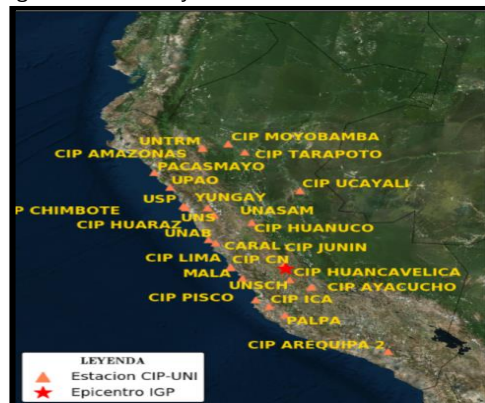 UNTRM
CIP MOYOBAMBA
CIP AMAZONAS
CIP TARAPOTO
PACASMAYO
UPAO
CIP UCAYALI
USP
YUNGAY
P CHIMBOTE
UNS
UNASAM
CIP HUARAZ
CIP HUANUCO
UNAB
CARAL
CIP JUNIN
CIP LIMA
CIP CN
MALA
CIP HUANCAVELICA
UNSCH
CIP AYACUCHO
CIP PISCO
CIP ICA
PALPA
CIP AREQUIPA 2
LEYENDA
Estacion CIP-UNI
Epicentro IGP